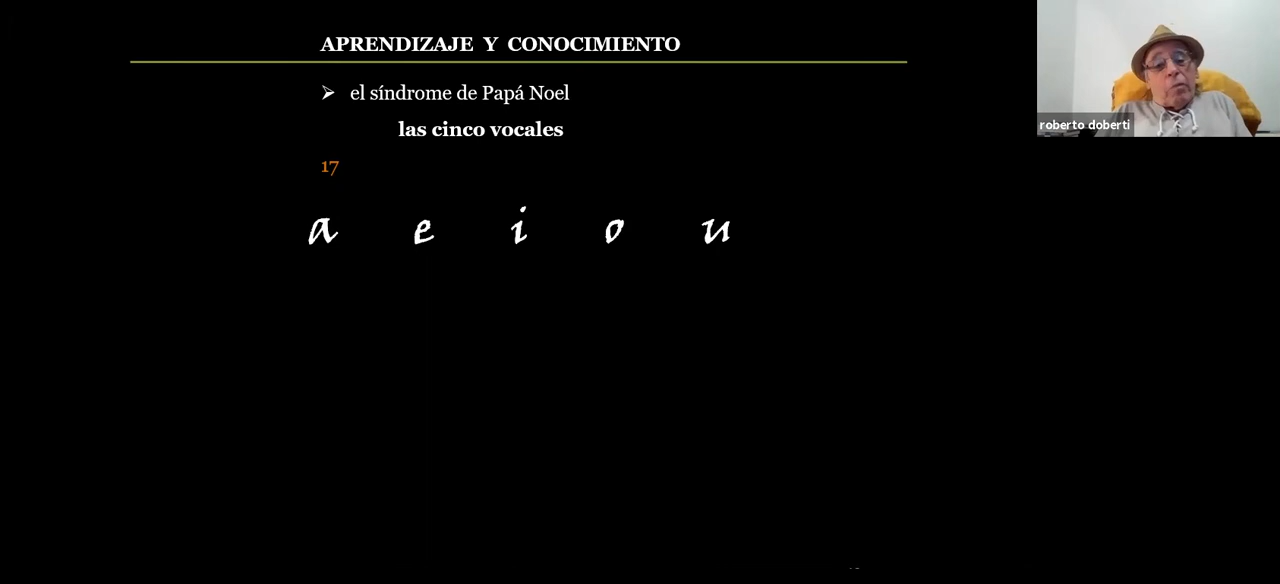 APRENDIZAJE Y CONOCIMIENTO
➢ el síndrome de Papá Noel
las cinco vocales
17
a e i o u
roberto doberti